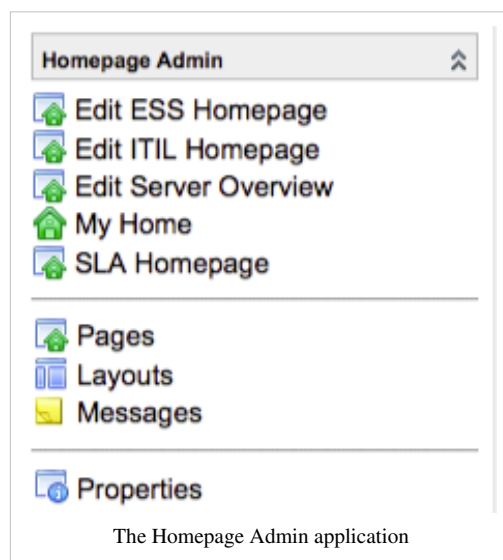 Homepage Admin
Edit ESS Homepage
Edit ITIL Homepage
Edit Server Overview
My Home
SLA Homepage
Pages
Layouts
Messages
Properties
The Homepage Admin application